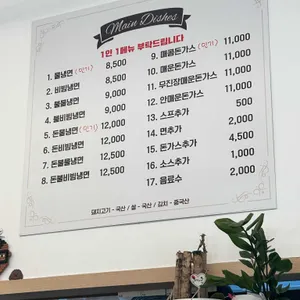 Main Dishes
1인 1메뉴 부탁드립니다
1. 물냉면 (인기) 8,500
2. 비빔냉면 8,500
3. 불물냉면 9,000
4. 불비빔냉면 9,000
5. 돈물냉면 (인기) 12,000
6. 돈비빔냉면 12,000
7. 돈불물냉면 12,500
8. 돈불비빔냉면 12,500
9. 매콤돈가스 (인기) 11,000
10. 매운돈가스 11,000
11. 무진장매운돈가스 11,000
12. 안매운돈가스 11,000
13. 스프추가 500
14. 면추가 2,000
15. 돈가스추가 4,500
16. 소스추가 1,000
17. 음료수 2,000
돼지고기 - 국산 / 쌀 - 국산 / 김치 - 중국산